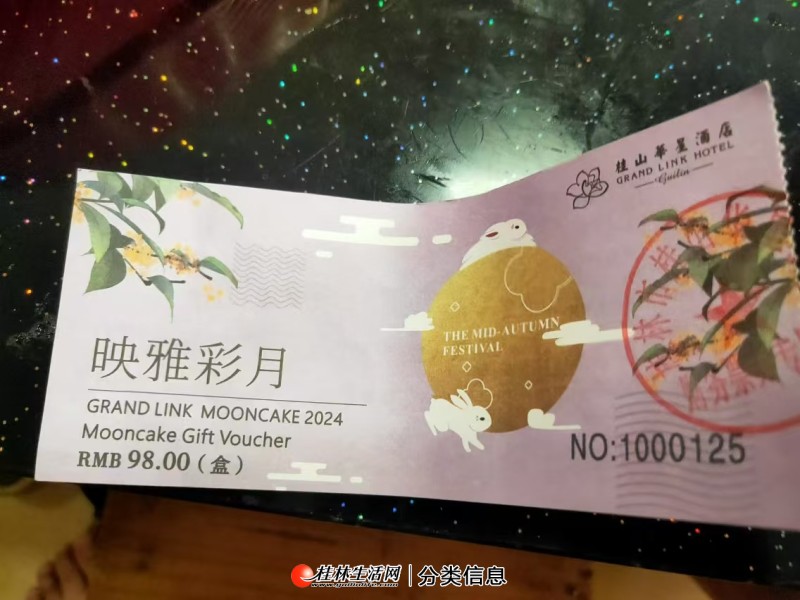 桂山華星酒店
GRAND LINK HOTEL
Guilin
THE MID-AUTUMN
FESTIVAL
映雅彩月
GRAND LINK MOONCAKE 2024
Mooncake Gift Voucher
RMB 98.00 (盒)
NO:1000125
桂林生活网 | 分类信息